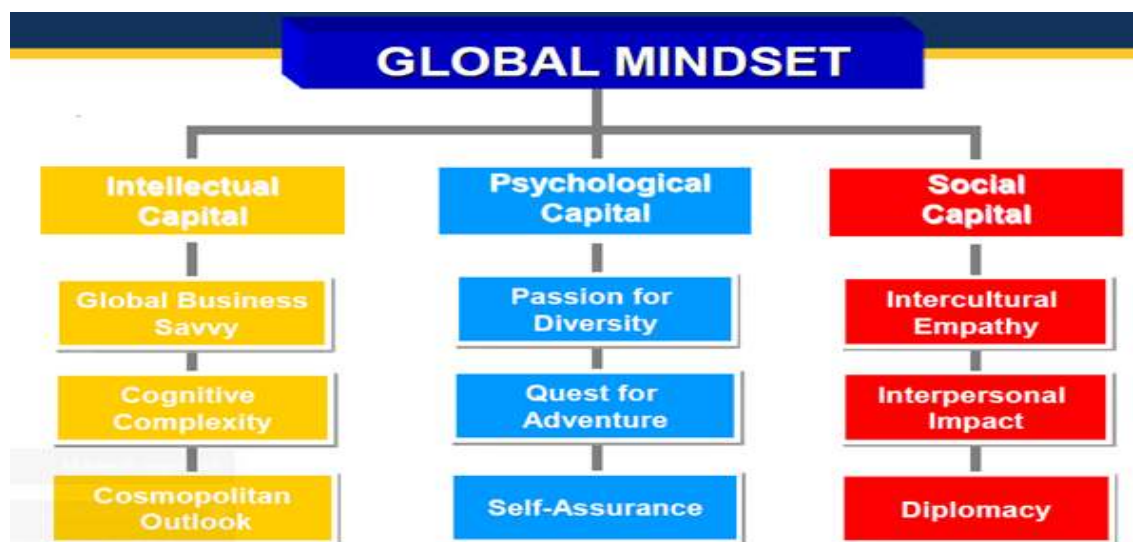 GLOBAL MINDSET
Intellectual
Capital
Global Business
Savvy
Cognitive
Complexity
Cosmopolitan
Outlook
Psychological
Capital
Passion for
Diversity
Quest for
Adventure
Self-Assurance
Social
Capital
Intercultural
Empathy
Interpersonal
Impact
Diplomacy